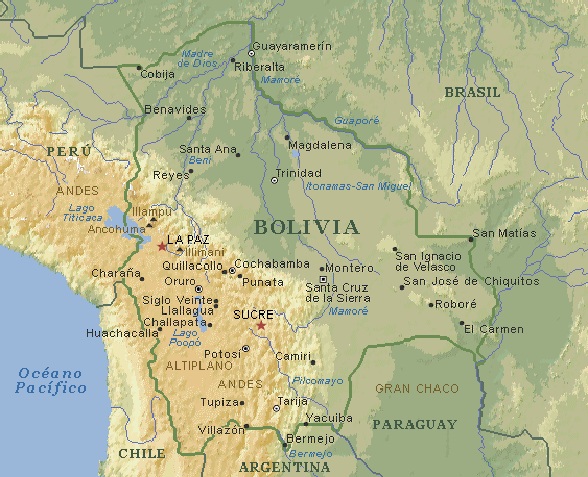 Guayaramerín
Madre
de Dios
Riberalta
Cobija
Mamoré
BRASIL
Benavides
Guaporé
Magdalena
PERÚ
Santa Ana
Beni
Reyes
Trinidad
Itonamas-San Miguel
ANDES
Lago
Titicaca
Illampu
Ancohuma
BOLIVIA
San Matías
LA PAZ
Illimani
San Ignacio
de Velasco
Quillacollo
Cochabamba
Montero
Charaña
Oruro
Punata
Santa Cruz
de la Sierra
San José de Chiquitos
Siglo Veinte
Llallagua
SUCRE
Mamoré
Roboré
Challapata
Huachacalla
Lago
Poopó
El Carmen
Potosí
Camiri
ALTIPLANO
Océano
Pacífico
ANDES
Pilcomayo
GRAN CHACO
Tupiza
Tarija
Villazón
Yacuiba
PARAGUAY
Bermejo
Bermejo
CHILE
ARGENTINA